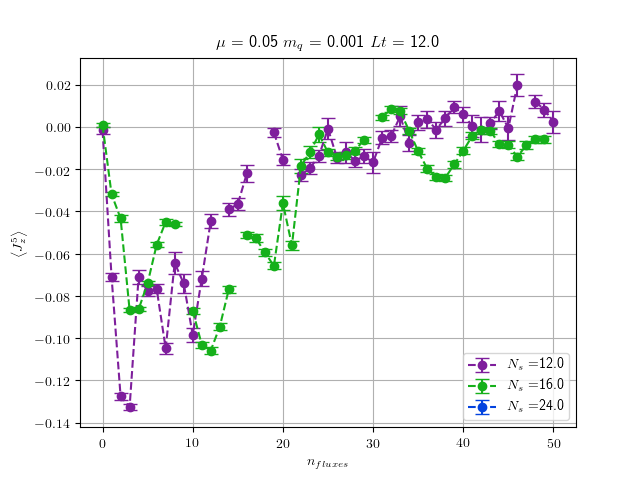 μ = 0.05 m_q = 0.001 Lt = 12.0
0.02
0.00
−0.02
−0.04
−0.06
−0.08
−0.10
−0.12
−0.14
⟨J_z^5⟩
0 10 20 30 40 50
n_{fluxes}
N_s =12.0
N_s =16.0
N_s =24.0